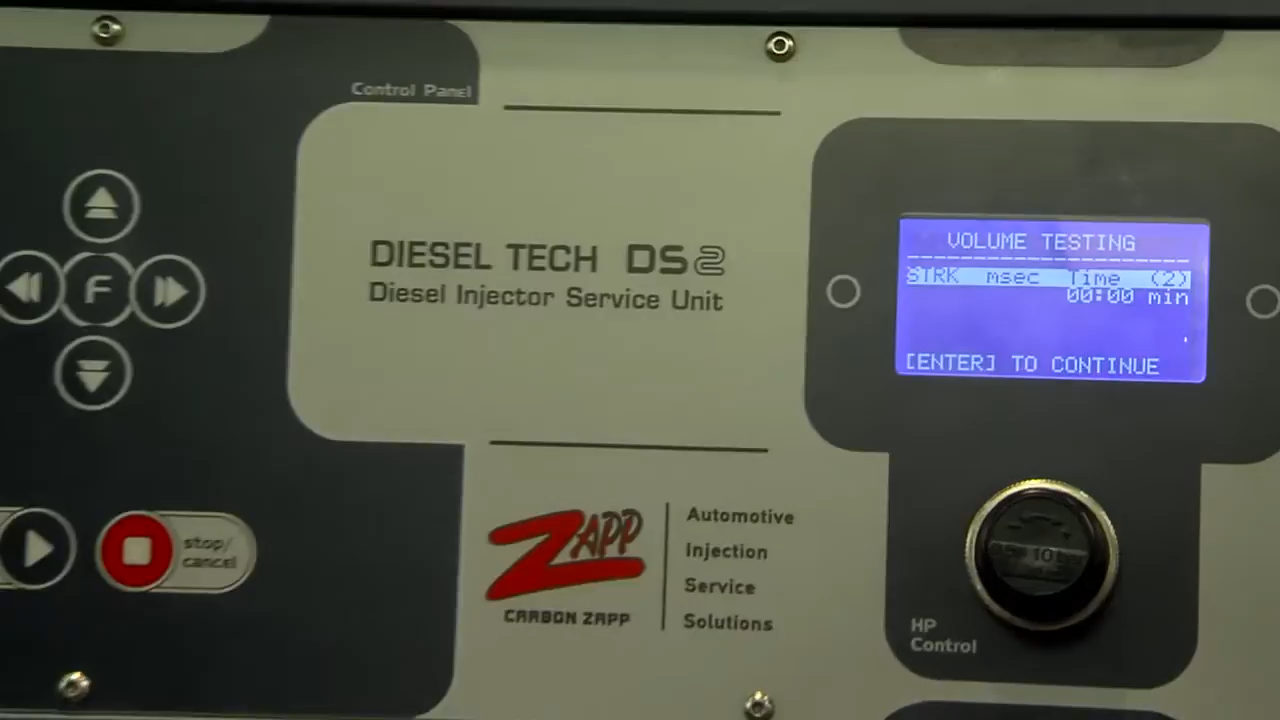 Control Panel
F
stop/
cancel
DIESEL TECH DS2
Diesel Injector Service Unit
ZAPP
CARBON ZAPP
Automotive
Injection
Service
Solutions
VOLUME TESTING
STRK msec Time (2)
00:00 min
[ENTER] TO CONTINUE
10
HP
Control